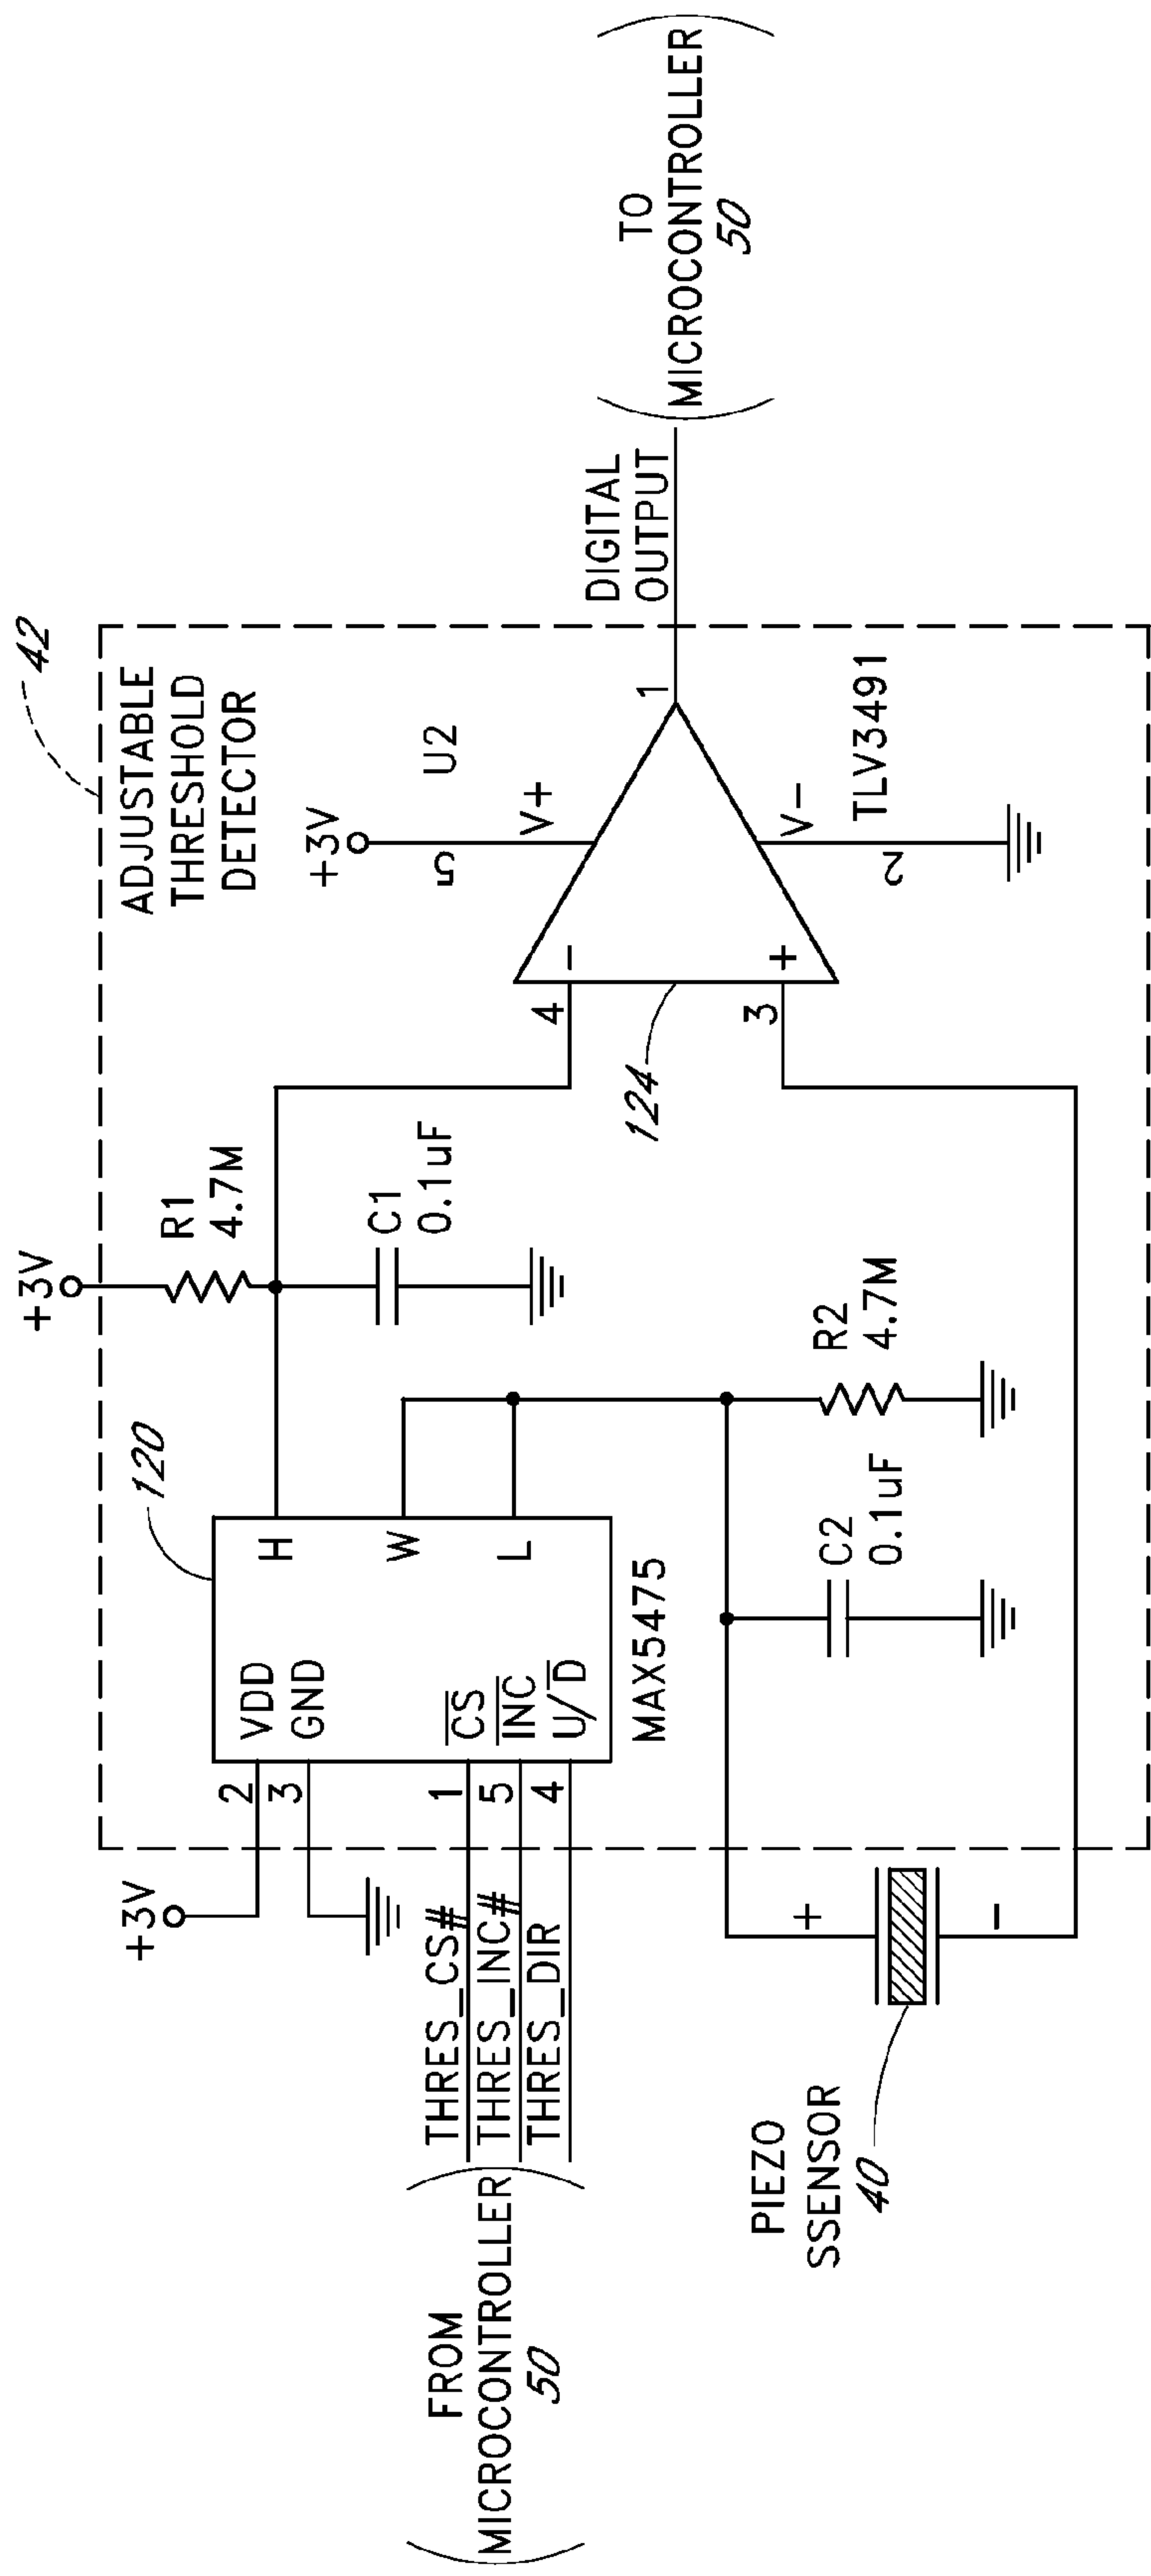 42
ADJUSTABLE
THRESHOLD
DETECTOR
+3V
R1
4.7M
C1
0.1uF
120
H
W
L
VDD
GND
CS
INC
U/D
2
3
1
5
4
MAX5475
+3V
THRES_CS#
THRES_INC#
THRES_DIR
FROM
MICROCONTROLLER
50
PIEZO
SSENSOR
40
+
−
C2
0.1uF
R2
4.7M
4
3
124
−
+
+3V
5
V+
U2
V−
2
TLV3491
1
DIGITAL
OUTPUT
TO
MICROCONTROLLER
50